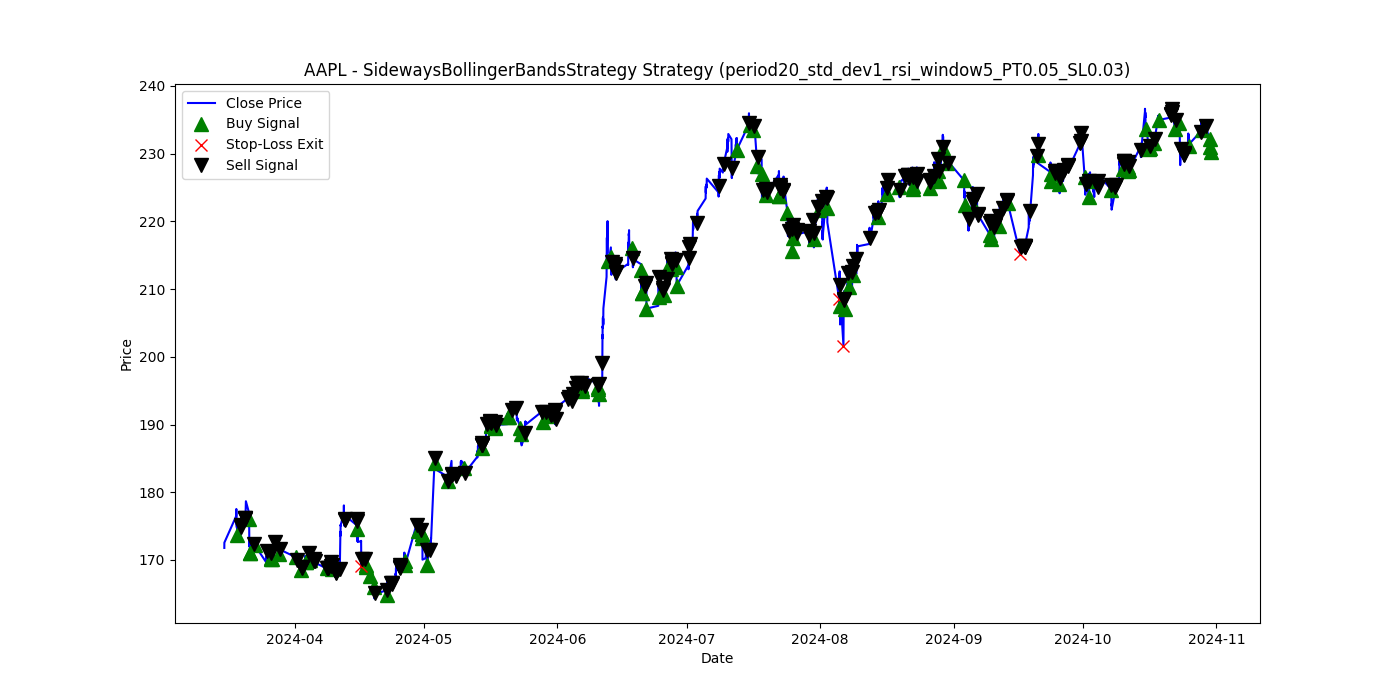 AAPL - SidewaysBollingerBandsStrategy Strategy (period20_std_dev1_rsi_window5_PT0.05_SL0.03)
Close Price
Buy Signal
Stop-Loss Exit
Sell Signal
Price
240
230
220
210
200
190
180
170
2024-04 2024-05 2024-06 2024-07 2024-08 2024-09 2024-10 2024-11
Date